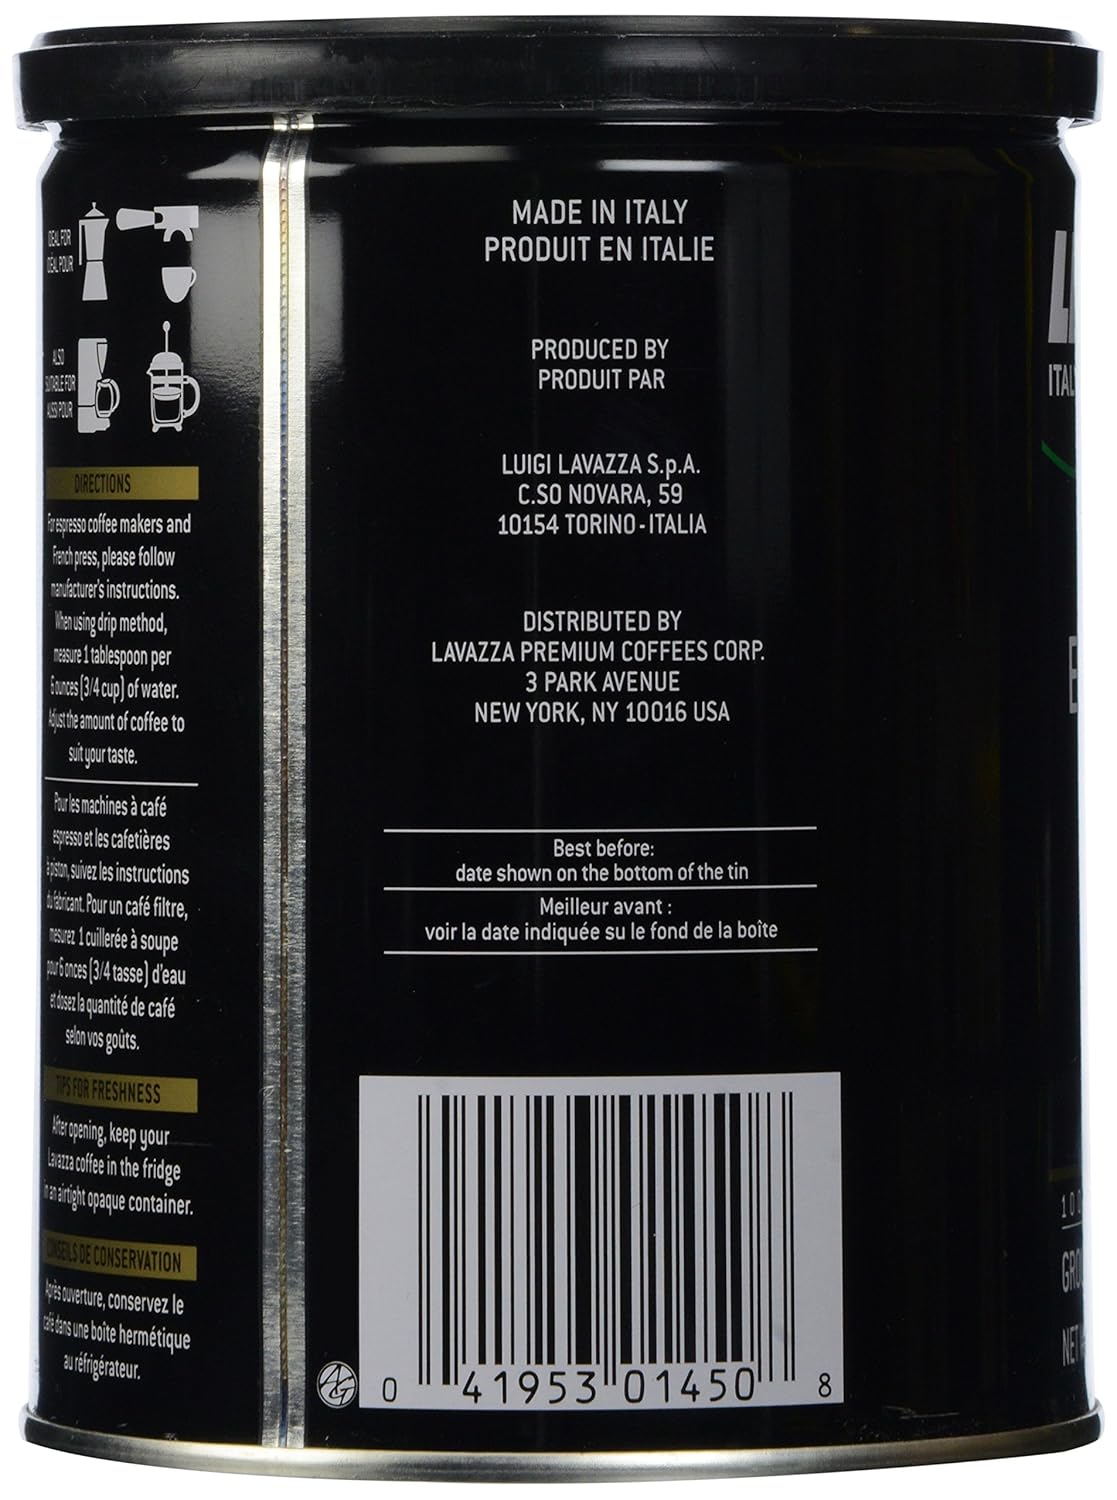 IDEAL FOR
IDÉAL POUR
ALSO
SUITABLE FOR
AUSSI POUR
DIRECTIONS
For espresso coffee makers and
French press, please follow
manufacturer's instructions.
When using drip method,
measure 1 tablespoon per
6 ounces (3/4 cup) of water.
Adjust the amount of coffee to
suit your taste.
Pour les machines à café
espresso et les cafetières
à piston, suivez les instructions
du fabricant. Pour un café filtre,
mesurez 1 cuillerée à soupe
pour 6 onces (3/4 tasse) d'eau
et dosez la quantité de café
selon vos goûts.
TIPS FOR FRESHNESS
After opening, keep your
Lavazza coffee in the fridge
in an airtight opaque container.
CONSEILS DE CONSERVATION
Après ouverture, conservez le
café dans une boîte hermétique
au réfrigérateur.
MADE IN ITALY
PRODUIT EN ITALIE
PRODUCED BY
PRODUIT PAR
LUIGI LAVAZZA S.p.A.
C.SO NOVARA, 59
10154 TORINO - ITALIA
DISTRIBUTED BY
LAVAZZA PREMIUM COFFEES CORP.
3 PARK AVENUE
NEW YORK, NY 10016 USA
Best before:
date shown on the bottom of the tin
Meilleur avant :
voir la date indiquée su le fond de la boîte
0 41953 01450 8
NET